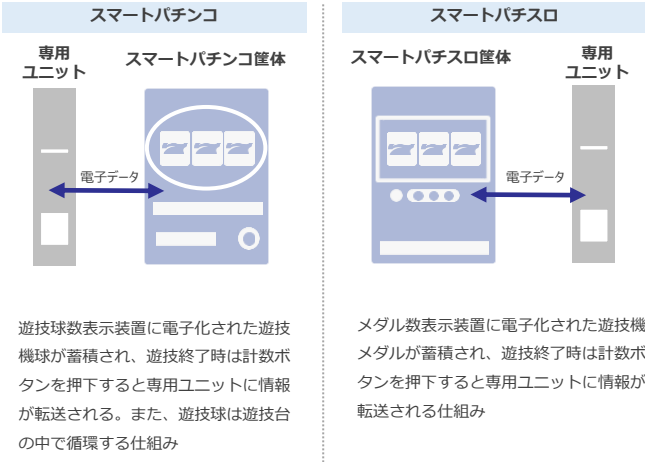 スマートパチンコ
専用
ユニット
スマートパチンコ筐体
電子データ
遊技球数表示装置に電子化された遊技
機球が蓄積され、遊技終了時は計数ボ
タンを押下すると専用ユニットに情報
が転送される。また、遊技球は遊技台
の中で循環する仕組み
スマートパチスロ
スマートパチスロ筐体
専用
ユニット
電子データ
メダル数表示装置に電子化された遊技機
メダルが蓄積され、遊技終了時は計数ボ
タンを押下すると専用ユニットに情報が
転送される仕組み